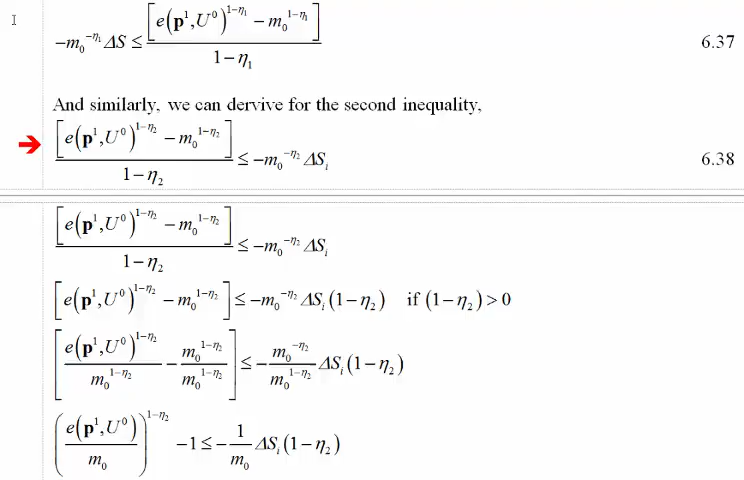 -m₀^{-η₁} ΔS ≤ [e(p¹,U⁰)^{1-η₁} - m₀^{1-η₁}] / (1-η₁) 6.37
And similarly, we can dervive for the second inequality,
[e(p¹,U⁰)^{1-η₂} - m₀^{1-η₂}] / (1-η₂) ≤ -m₀^{-η₂} ΔSᵢ 6.38
[e(p¹,U⁰)^{1-η₂} - m₀^{1-η₂}] / (1-η₂) ≤ -m₀^{-η₂} ΔSᵢ
[e(p¹,U⁰)^{1-η₂} - m₀^{1-η₂}] ≤ -m₀^{-η₂} ΔSᵢ(1-η₂) if (1-η₂)>0
[e(p¹,U⁰)^{1-η₂} / m₀^{1-η₂} - m₀^{1-η₂} / m₀^{1-η₂}] ≤ - m₀^{-η₂} / m₀^{1-η₂} ΔSᵢ(1-η₂)
(e(p¹,U⁰) / m₀)^{1-η₂} -1 ≤ - 1 / m₀ ΔSᵢ(1-η₂)